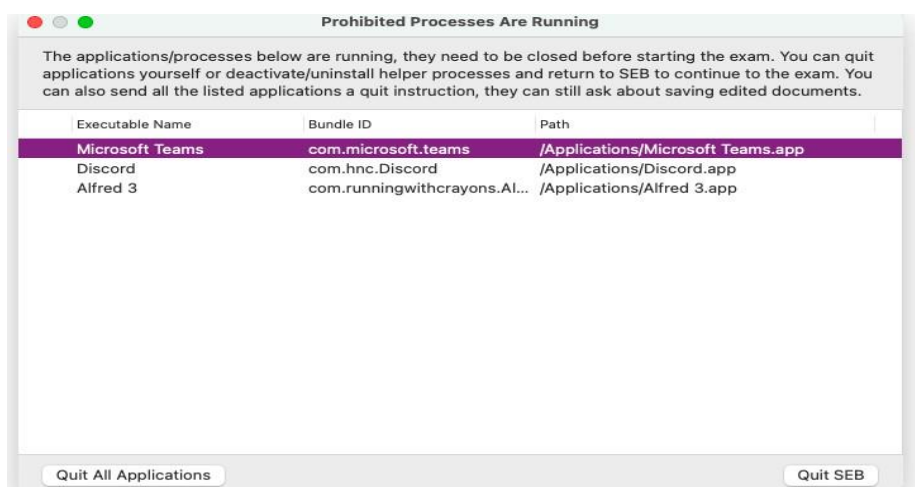 Prohibited Processes Are Running
The applications/processes below are running, they need to be closed before starting the exam. You can quit
applications yourself or deactivate/uninstall helper processes and return to SEB to continue to the exam. You
can also send all the listed applications a quit instruction, they can still ask about saving edited documents.
Executable Name Bundle ID Path
Microsoft Teams com.microsoft.teams /Applications/Microsoft Teams.app
Discord com.hnc.Discord /Applications/Discord.app
Alfred 3 com.runningwithcrayons.Al... /Applications/Alfred 3.app
Quit All Applications Quit SEB